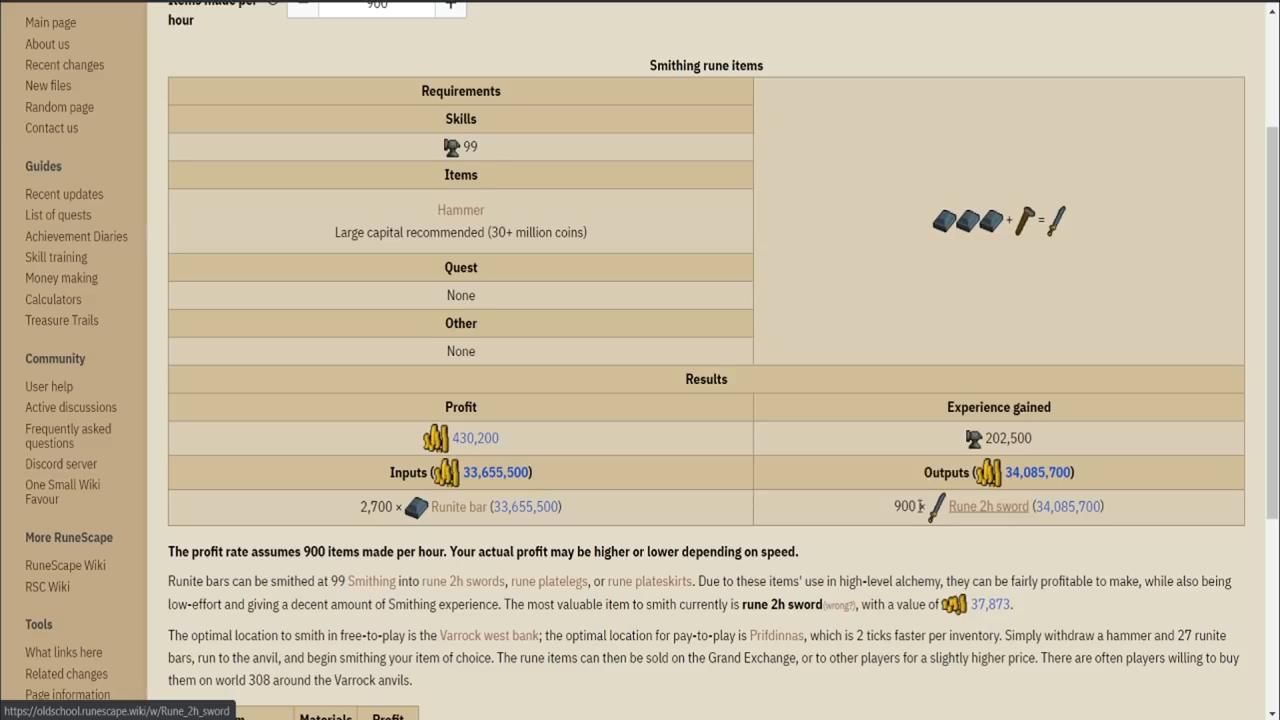 Main page
About us
Recent changes
New files
Random page
Contact us
Guides
Recent updates
List of quests
Achievement Diaries
Skill training
Money making
Calculators
Treasure Trails
Community
User help
Active discussions
Frequently asked
questions
Discord server
One Small Wiki
Favour
More RuneScape
RuneScape Wiki
RSC Wiki
Tools
What links here
Related changes
Page information
https://oldschool.runescape.wiki/w/Rune_2h_sword
Items made per
hour
900
Smithing rune items
Requirements
Skills
99
Items
Hammer
Large capital recommended (30+ million coins)
+ =
Quest
None
Other
None
Results
Profit Experience gained
430,200 202,500
Inputs (33,655,500) Outputs (34,085,700)
2,700 × Runite bar (33,655,500) 900 × Rune 2h sword (34,085,700)
The profit rate assumes 900 items made per hour. Your actual profit may be higher or lower depending on speed.
Runite bars can be smithed at 99 Smithing into rune 2h swords, rune platelegs, or rune plateskirts. Due to these items' use in high-level alchemy, they can be fairly profitable to make, while also being
low-effort and giving a decent amount of Smithing experience. The most valuable item to smith currently is rune 2h sword(wrong?), with a value of 37,873.
The optimal location to smith in free-to-play is the Varrock west bank; the optimal location for pay-to-play is Prifdinnas, which is 2 ticks faster per inventory. Simply withdraw a hammer and 27 runite
bars, run to the anvil, and begin smithing your item of choice. The rune items can then be sold on the Grand Exchange, or to other players for a slightly higher price. There are often players willing to buy
them on world 308 around the Varrock anvils.
Materials Profit